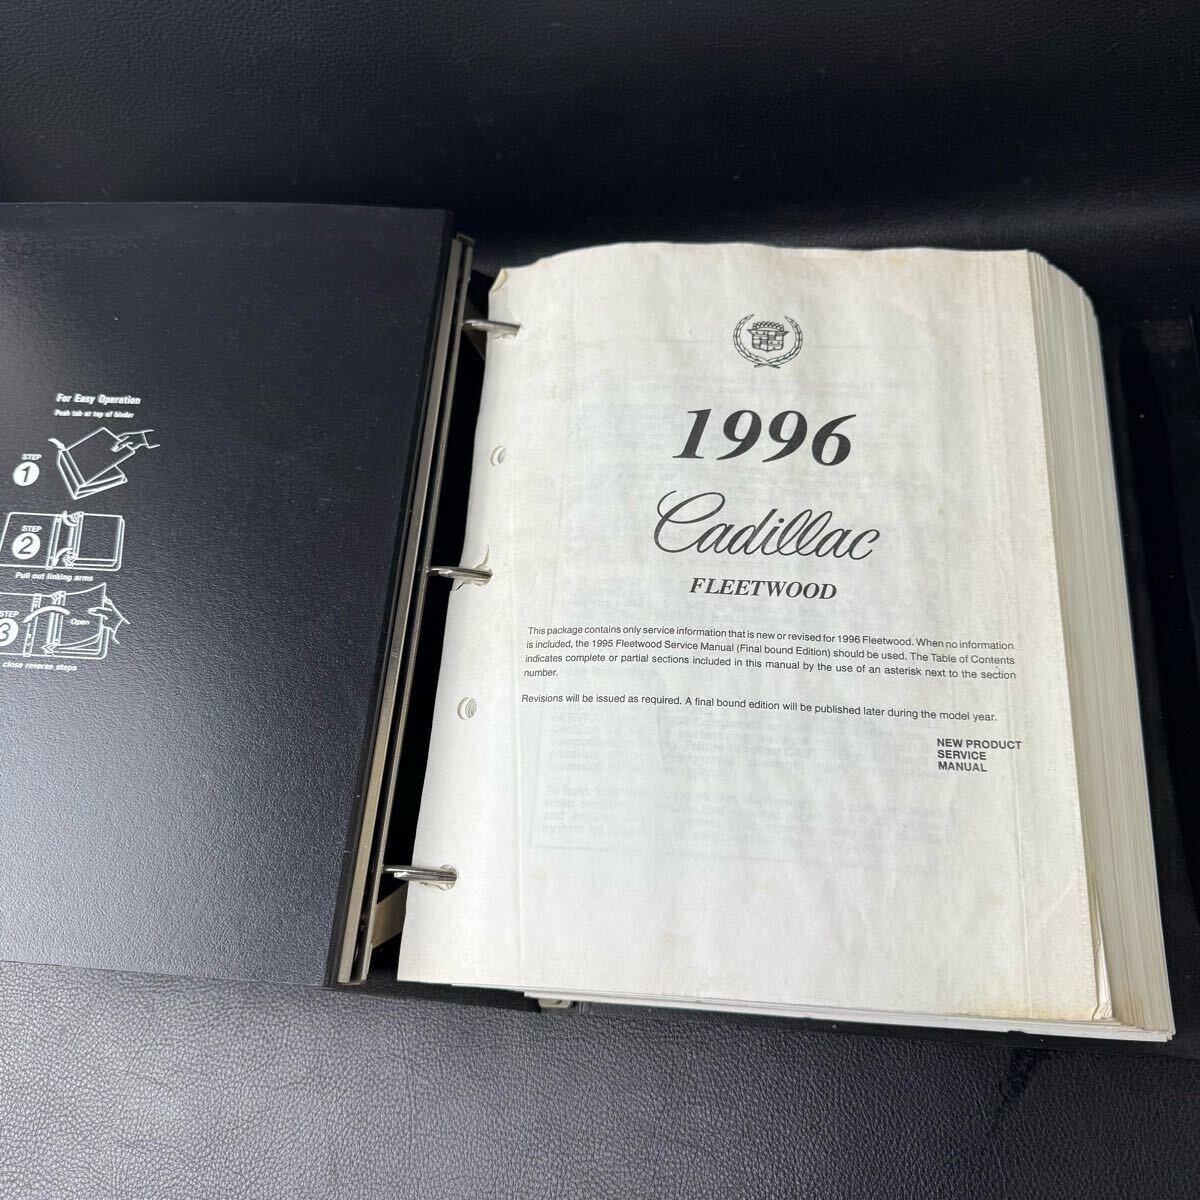 For Easy Operation
Push tab at top of binder
STEP
1
STEP
2
Pull out linking arms
STEP
3
Open
close reverse steps
1996
Cadillac
FLEETWOOD
This package contains only service information that is new or revised for 1996 Fleetwood. When no information
is included, the 1995 Fleetwood Service Manual (Final bound Edition) should be used. The Table of Contents
indicates complete or partial sections included in this manual by the use of an asterisk next to the section
number.
Revisions will be issued as required. A final bound edition will be published later during the model year.
NEW PRODUCT
SERVICE
MANUAL